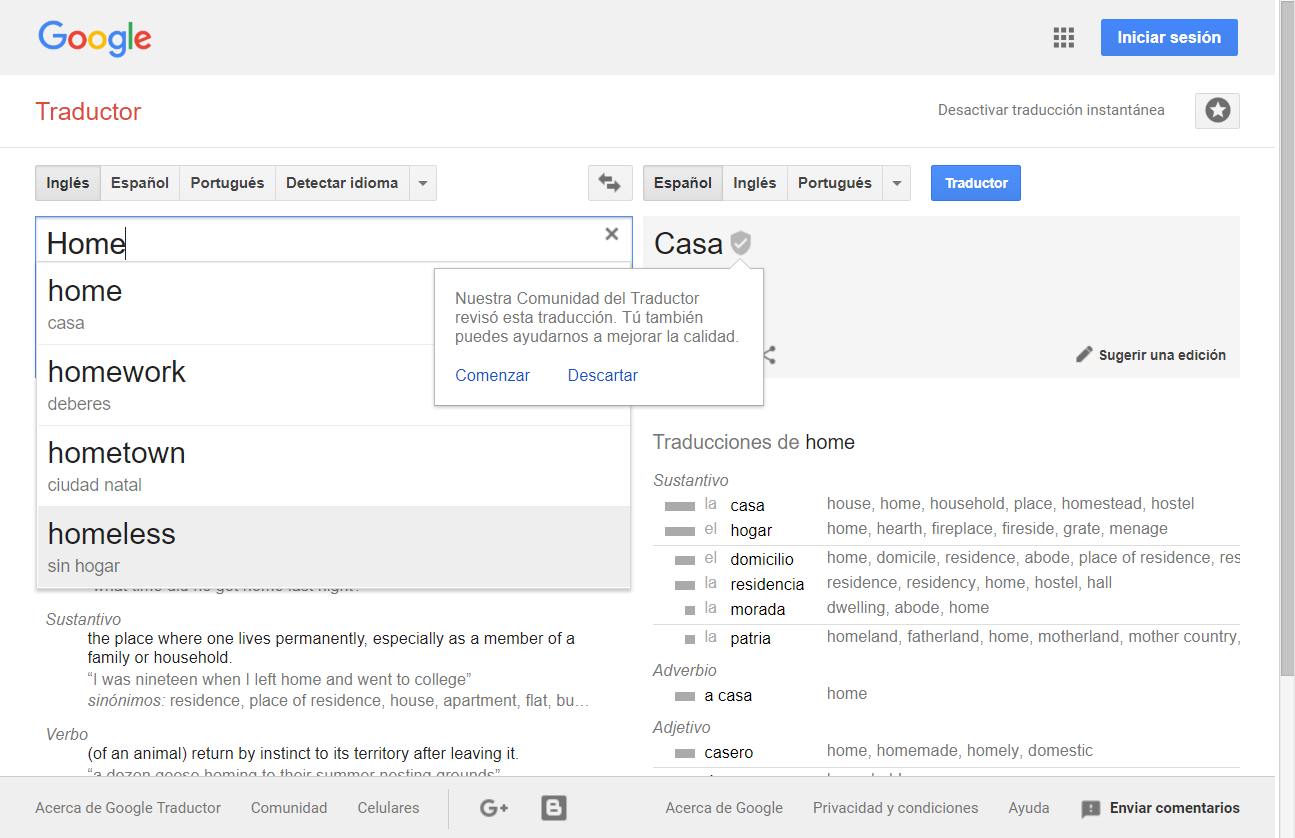 Google
Iniciar sesión
Traductor
Desactivar traducción instantánea
Inglés Español Portugués Detectar idioma
Español Inglés Portugués Traductor
Home
home
casa
homework
deberes
hometown
ciudad natal
homeless
sin hogar
Casa
Nuestra Comunidad del Traductor
revisó esta traducción. Tú también
puedes ayudarnos a mejorar la calidad.
Comenzar Descartar
Sugerir una edición
"what time did he get home last night?"
Sustantivo
the place where one lives permanently, especially as a member of a
family or household.
“I was nineteen when I left home and went to college”
sinónimos: residence, place of residence, house, apartment, flat, bu…
Verbo
(of an animal) return by instinct to its territory after leaving it.
“a dozen geese homing to their summer nesting grounds”
Traducciones de home
Sustantivo
la casa house, home, household, place, homestead, hostel
el hogar home, hearth, fireplace, fireside, grate, menage
el domicilio home, domicile, residence, abode, place of residence, res
la residencia residence, residency, home, hostel, hall
la morada dwelling, abode, home
la patria homeland, fatherland, home, motherland, mother country,
Adverbio
a casa home
Adjetivo
casero home, homemade, homely, domestic
Acerca de Google Traductor Comunidad Celulares G+ B
Acerca de Google Privacidad y condiciones Ayuda Enviar comentarios